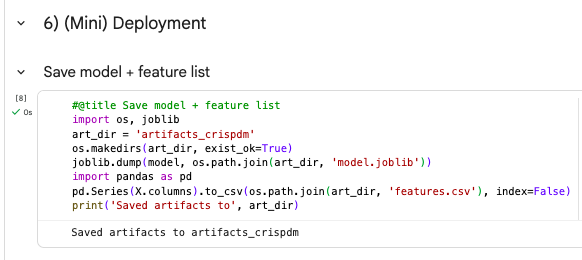 6) (Mini) Deployment
Save model + feature list
[8]
0s
#@title Save model + feature list
import os, joblib
art_dir = 'artifacts_crispdm'
os.makedirs(art_dir, exist_ok=True)
joblib.dump(model, os.path.join(art_dir, 'model.joblib'))
import pandas as pd
pd.Series(X.columns).to_csv(os.path.join(art_dir, 'features.csv'), index=False)
print('Saved artifacts to', art_dir)
Saved artifacts to artifacts_crispdm